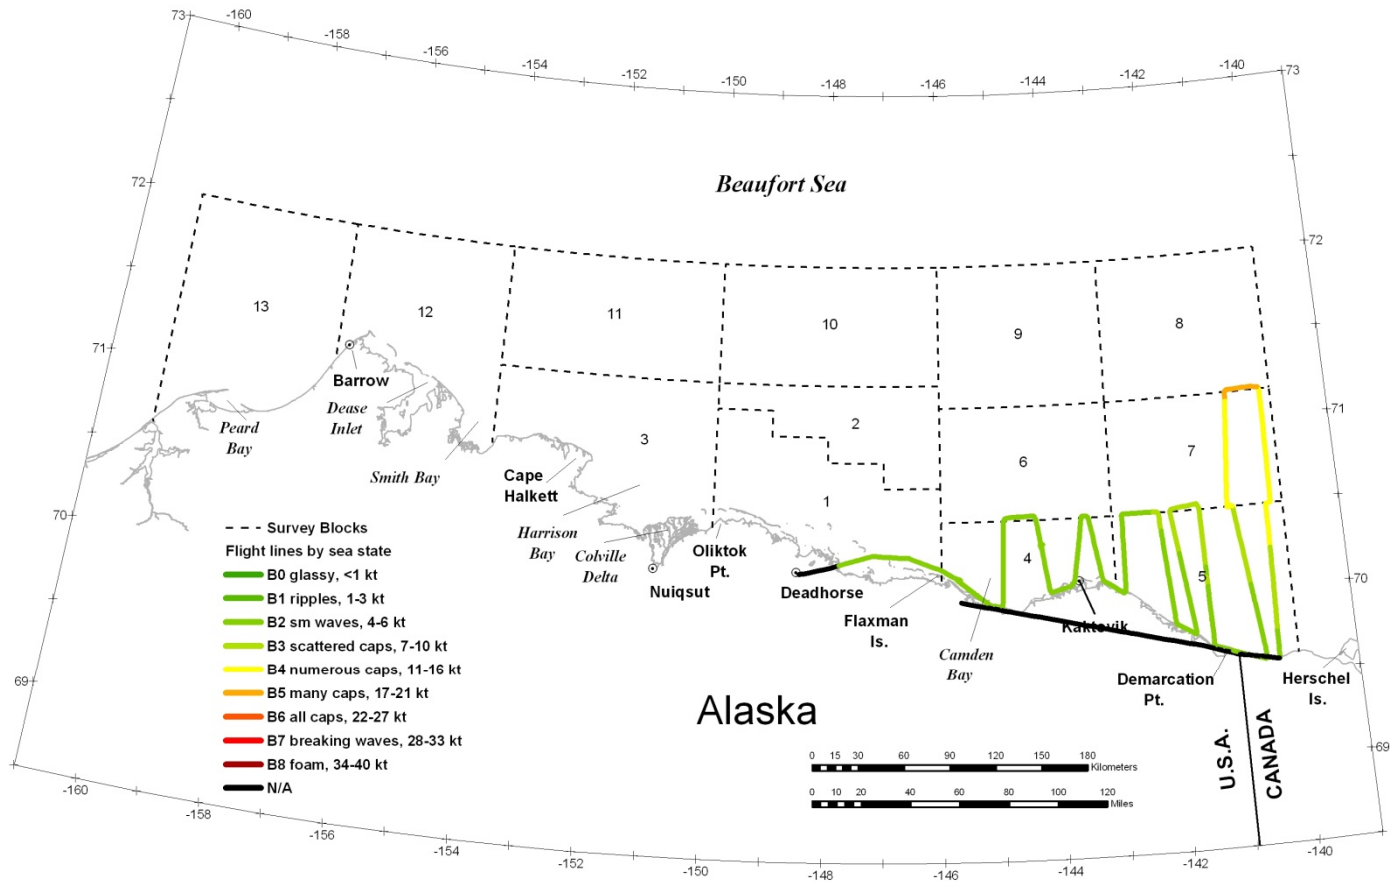 73
-160
-158
-156
-154
-152
-150
-148
-146
-144
-142
-140
73
Beaufort Sea
72
72
13
12
11
10
9
8
71
71
Barrow
Dease
Inlet
Peard
Bay
Smith Bay
3
2
6
7
Cape
Halkett
1
70
Survey Blocks
Flight lines by sea state
B0 glassy, <1 kt
B1 ripples, 1-3 kt
B2 sm waves, 4-6 kt
B3 scattered caps, 7-10 kt
B4 numerous caps, 11-16 kt
B5 many caps, 17-21 kt
B6 all caps, 22-27 kt
B7 breaking waves, 28-33 kt
B8 foam, 34-40 kt
N/A
Harrison
Bay
Colville
Delta
Oliktok
Pt.
Nuiqsut
Deadhorse
Flaxman
Is.
Camden
Bay
4
5
Kaktovik
70
Demarcation
Pt.
Herschel
Is.
69
Alaska
U.S.A.
CANADA
69
0 15 30 60 90 120 150 180
Kilometers
0 10 20 40 60 80 100 120
Miles
-160
-158
-156
-154
-152
-150
-148
-146
-144
-142
-140